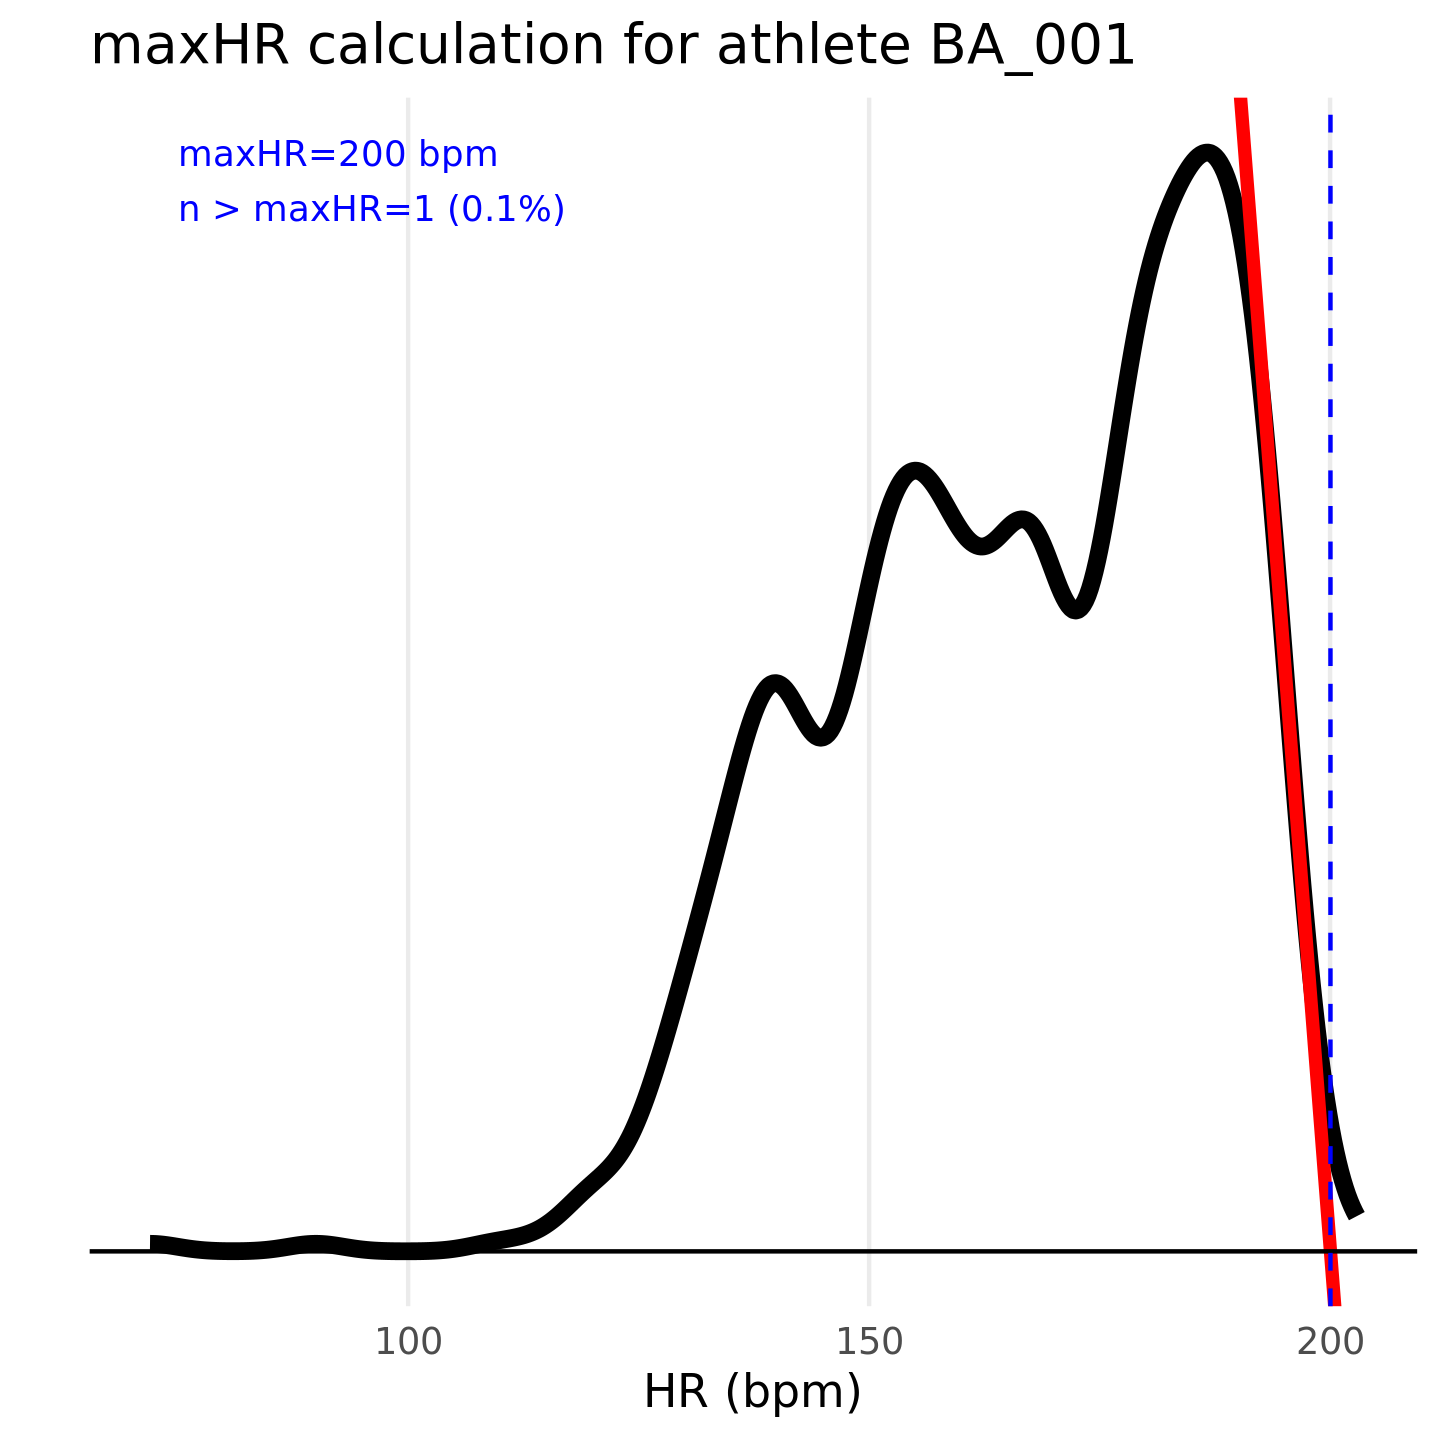 maxHR calculation for athlete BA_001
maxHR=200 bpm
n > maxHR=1 (0.1%)
100 150 200
HR (bpm)